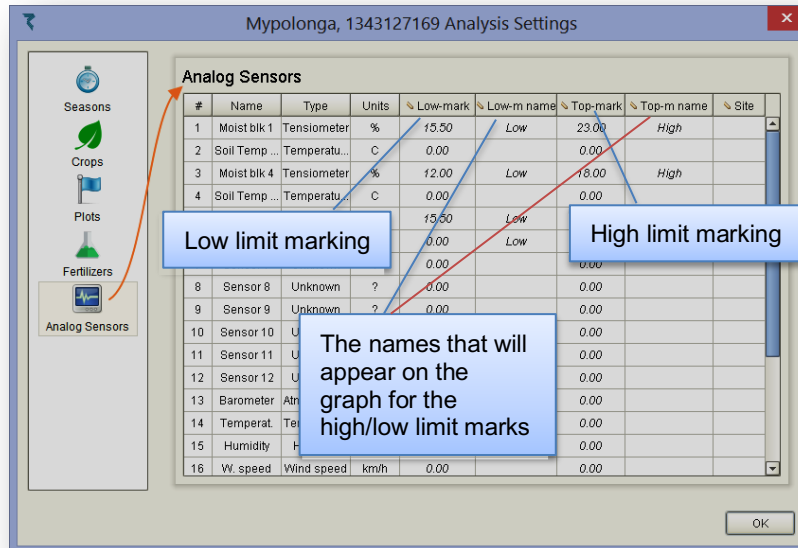 Mypolonga, 1343127169 Analysis Settings
Seasons
Crops
Plots
Fertilizers
Analog Sensors
Analog Sensors
# Name Type Units Low-mark Low-m name Top-mark Top-m name Site
1 Moist blk 1 Tensiometer % 15.50 Low 23.00 High
2 Soil Temp ... Temperatu... C 0.00 0.00
3 Moist blk 4 Tensiometer % 12.00 Low 18.00 High
4 Soil Temp ... Temperatu... C 0.00 0.00
15.50 Low
0.00 Low
0.00 0.00
8 Sensor 8 Unknown ? 0.00 0.00
9 Sensor 9 Unknown ? 0.00 0.00
10 Sensor 10 0.00
11 Sensor 11 0.00
12 Sensor 12 0.00
13 Barometer 0.00
14 Temperat. 0.00
15 Humidity 0.00
16 W. speed Wind speed km/h 0.00 0.00
Low limit marking
High limit marking
The names that will
appear on the
graph for the
high/low limit marks
OK